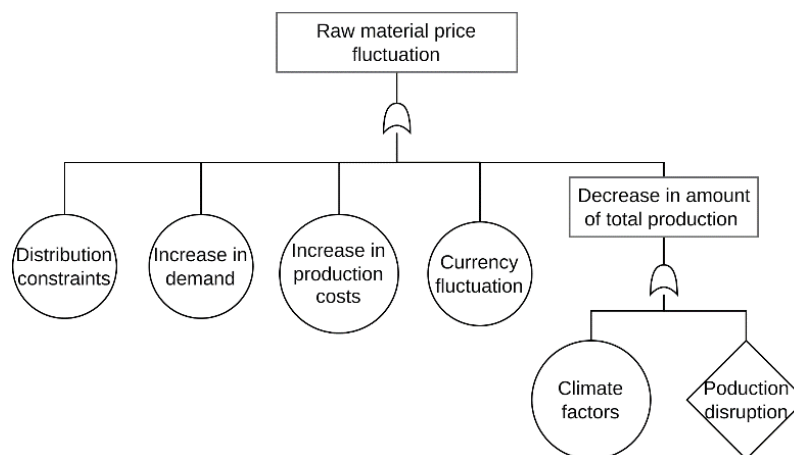 Raw material price
fluctuation
Decrease in amount
of total production
Distribution
constraints
Increase in
demand
Increase in
production
costs
Currency
fluctuation
Climate
factors
Poduction
disruption